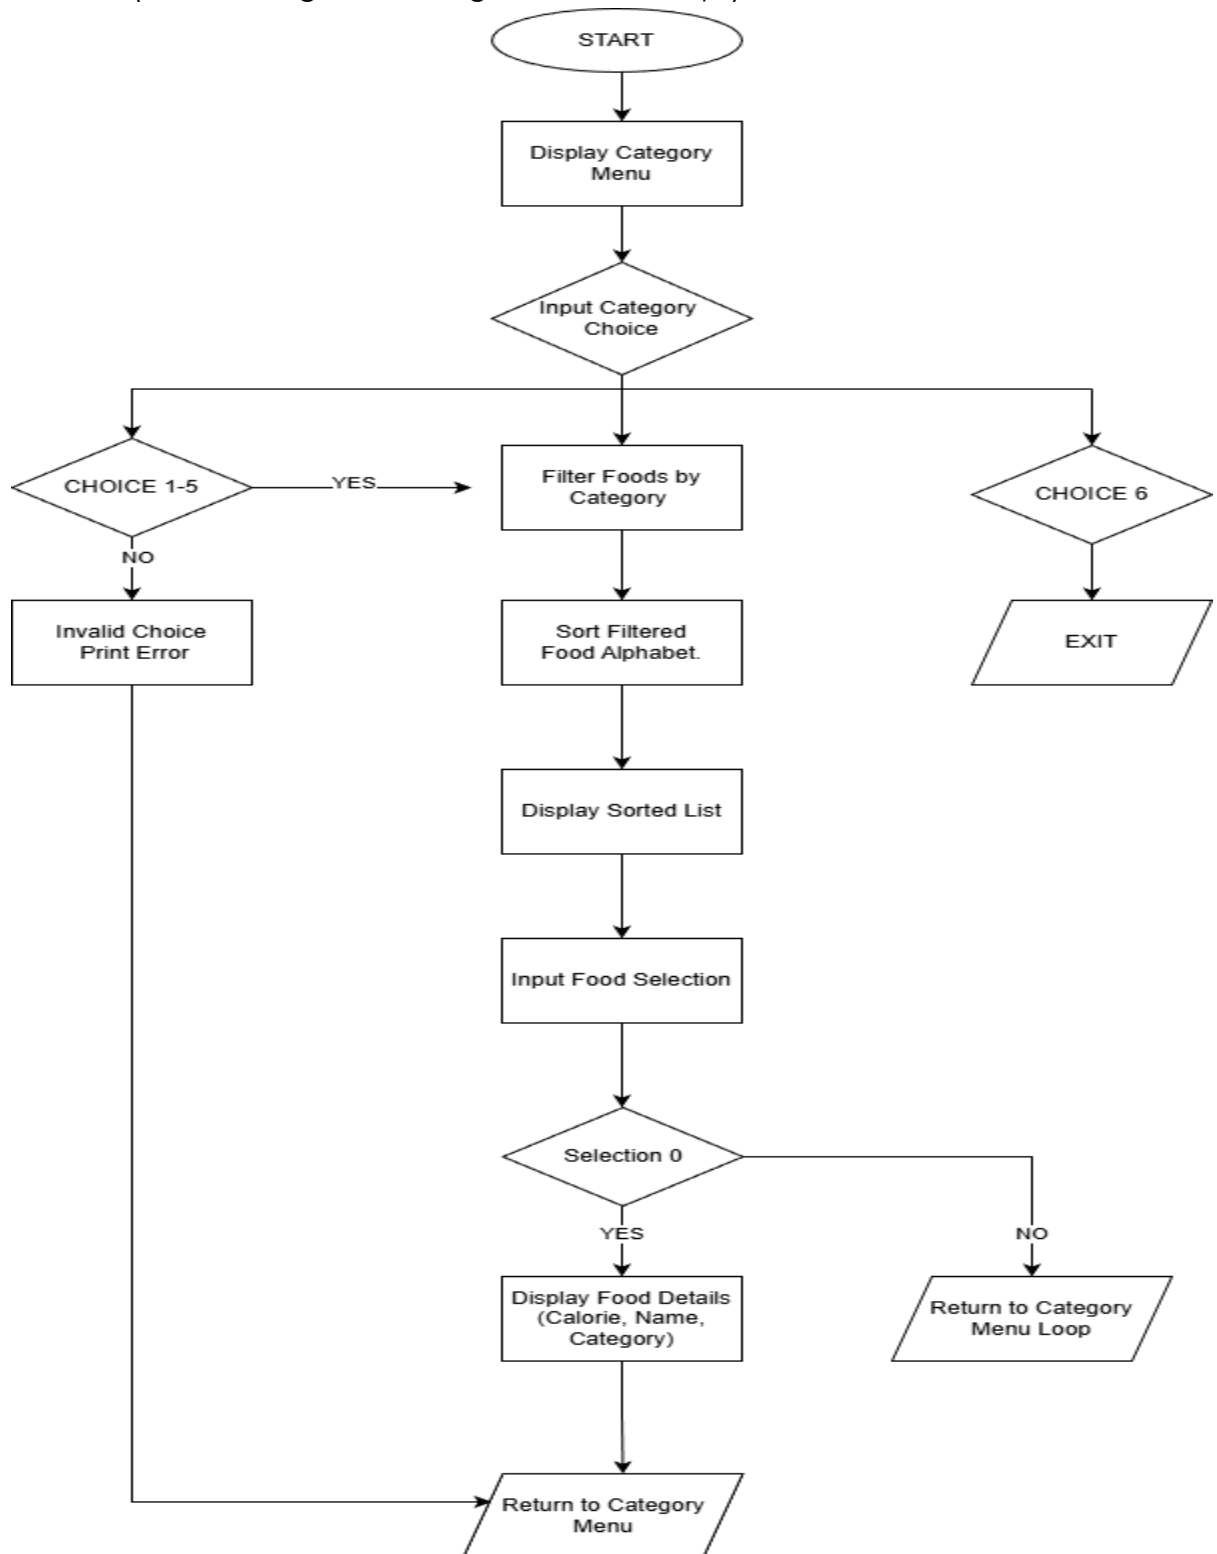 START
Display Category
Menu
Input Category
Choice
CHOICE 1-5
YES
Filter Foods by
Category
CHOICE 6
NO
Invalid Choice
Print Error
Sort Filtered
Food Alphabet.
EXIT
Display Sorted List
Input Food Selection
Selection 0
YES
NO
Display Food Details
(Calorie, Name,
Category)
Return to Category
Menu Loop
Return to Category
Menu